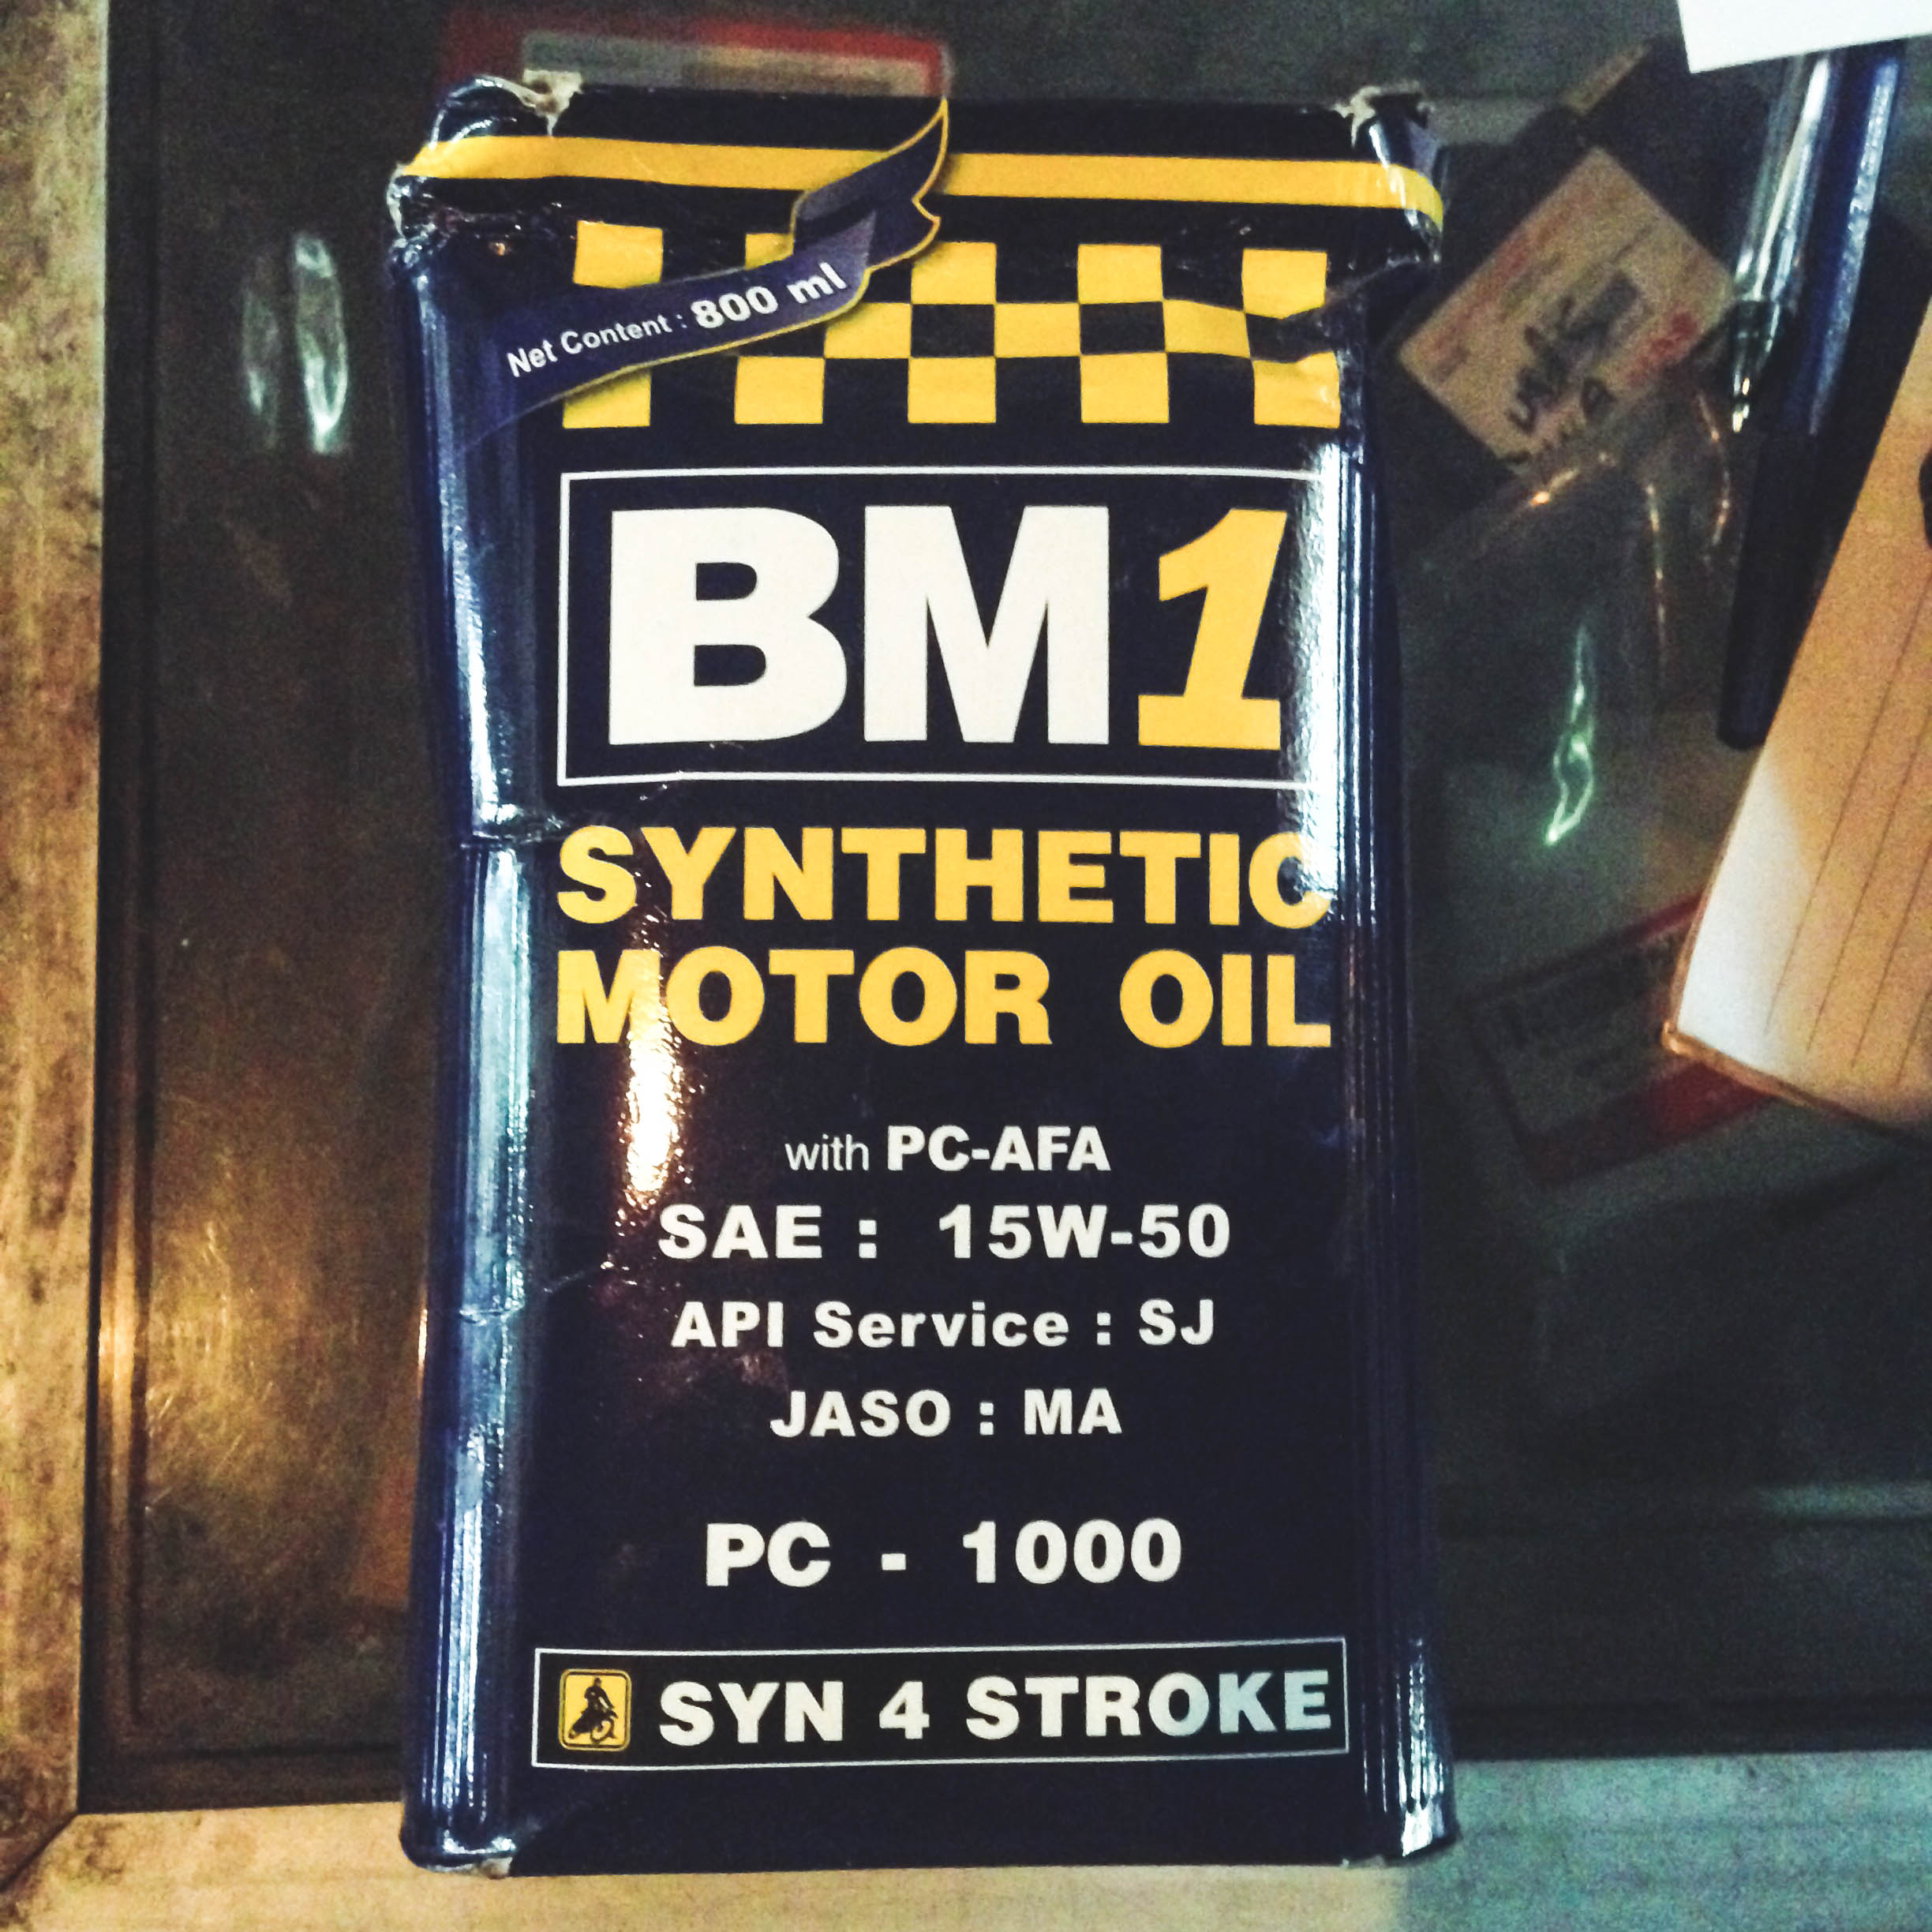 Net Content : 800 ml
BM1
SYNTHETIC
MOTOR OIL
with PC-AFA
SAE : 15W-50
API Service : SJ
JASO : MA
PC - 1000
SYN 4 STROKE